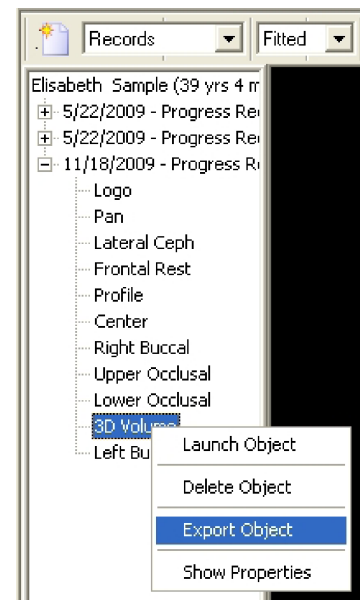 Records Fitted
Elisabeth Sample (39 yrs 4 m
5/22/2009 - Progress Re
5/22/2009 - Progress Re
11/18/2009 - Progress R
Logo
Pan
Lateral Ceph
Frontal Rest
Profile
Center
Right Buccal
Upper Occlusal
Lower Occlusal
3D Volume
Left Bu
Launch Object
Delete Object
Export Object
Show Properties